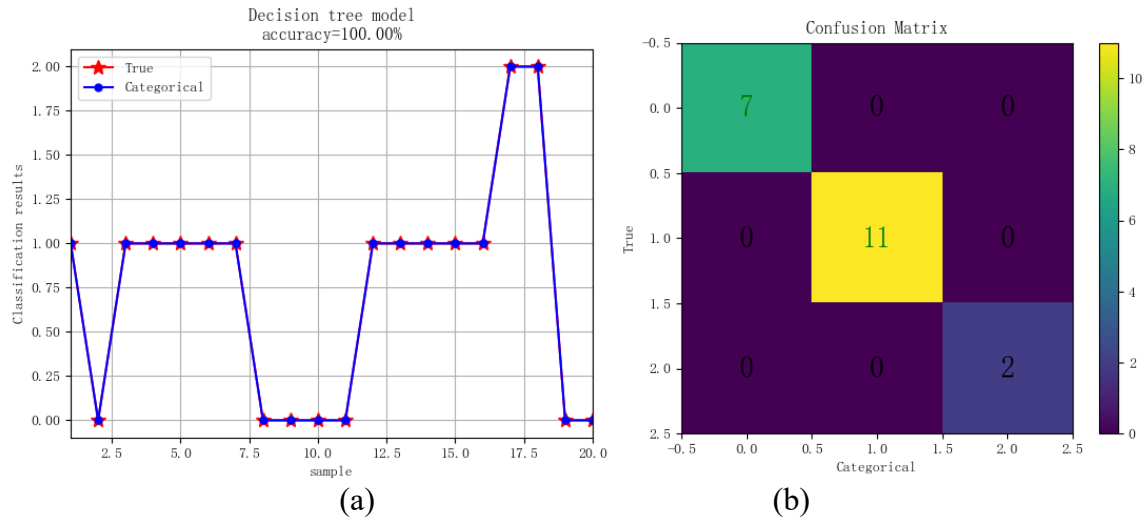 Decision tree model
accuracy=100.00%
True
Categorical
2.00
1.75
1.50
1.25
1.00
0.75
0.50
0.25
0.00
Classification results
2.5 5.0 7.5 10.0 12.5 15.0 17.5 20.0
sample
(a)
Confusion Matrix
-0.5
0.0
0.5
1.0
1.5
2.0
2.5
True
7 0 0
0 11 0
0 0 2
-0.5 0.0 0.5 1.0 1.5 2.0 2.5
Categorical
10
8
6
4
2
0
(b)